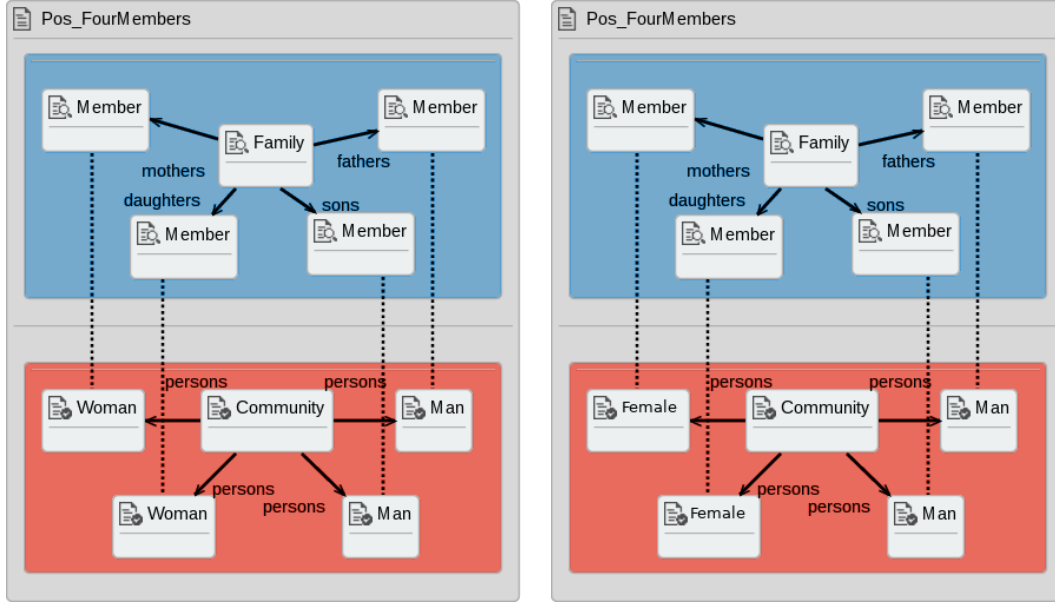 Pos_FourMembers
Member
Member
Family
mothers
fathers
daughters
sons
Member
Member
persons
persons
Woman
Community
Man
persons
persons
Woman
Man
Pos_FourMembers
Member
Member
Family
mothers
fathers
daughters
sons
Member
Member
persons
persons
Female
Community
Man
persons
persons
Female
Man